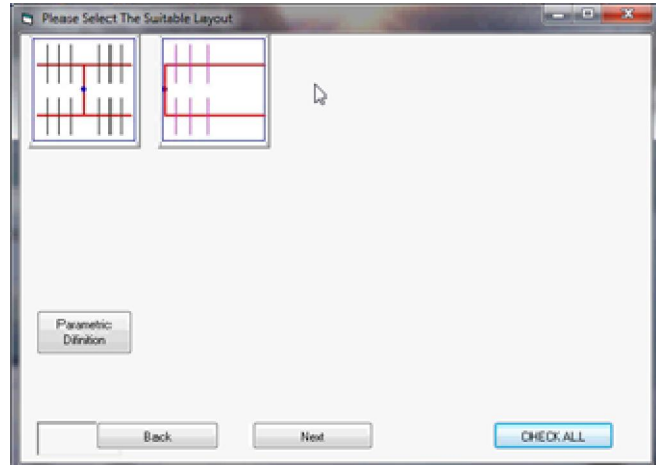 Please Select The Suitable Layout
Parametric
Difinition
Back
Next
CHECK ALL